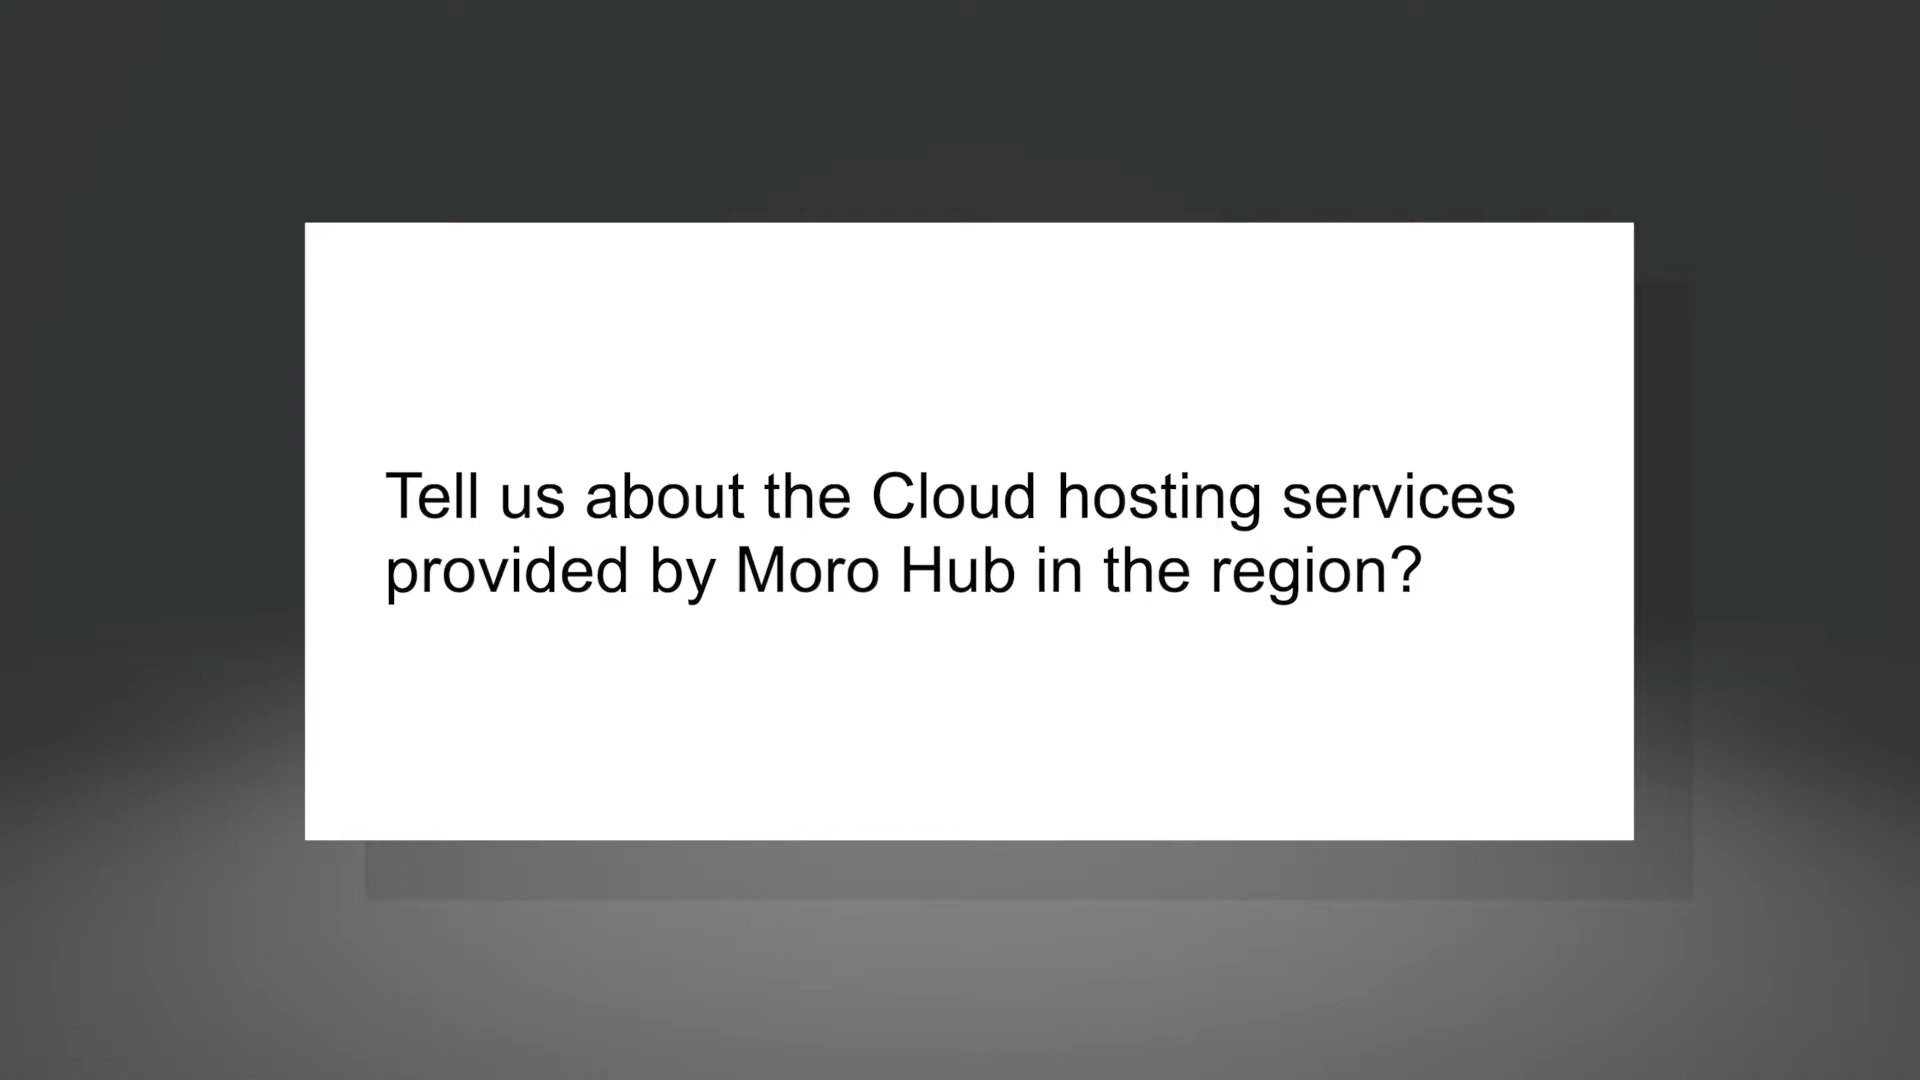 Tell us about the Cloud hosting services
provided by Moro Hub in the region?